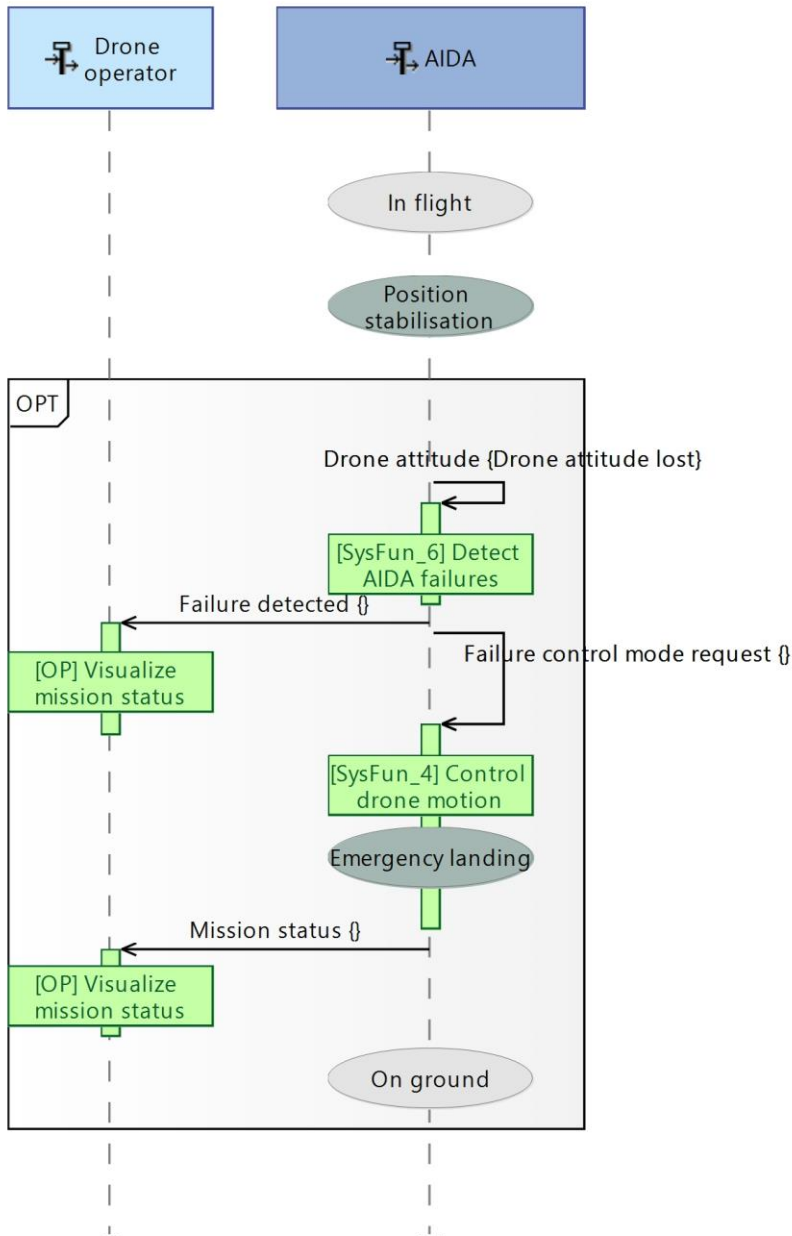 Drone
operator
AIDA
In flight
Position
stabilisation
OPT
Drone attitude {Drone attitude lost}
[SysFun_6] Detect
AIDA failures
Failure detected {}
Failure control mode request {}
[OP] Visualize
mission status
[SysFun_4] Control
drone motion
Emergency landing
Mission status {}
[OP] Visualize
mission status
On ground